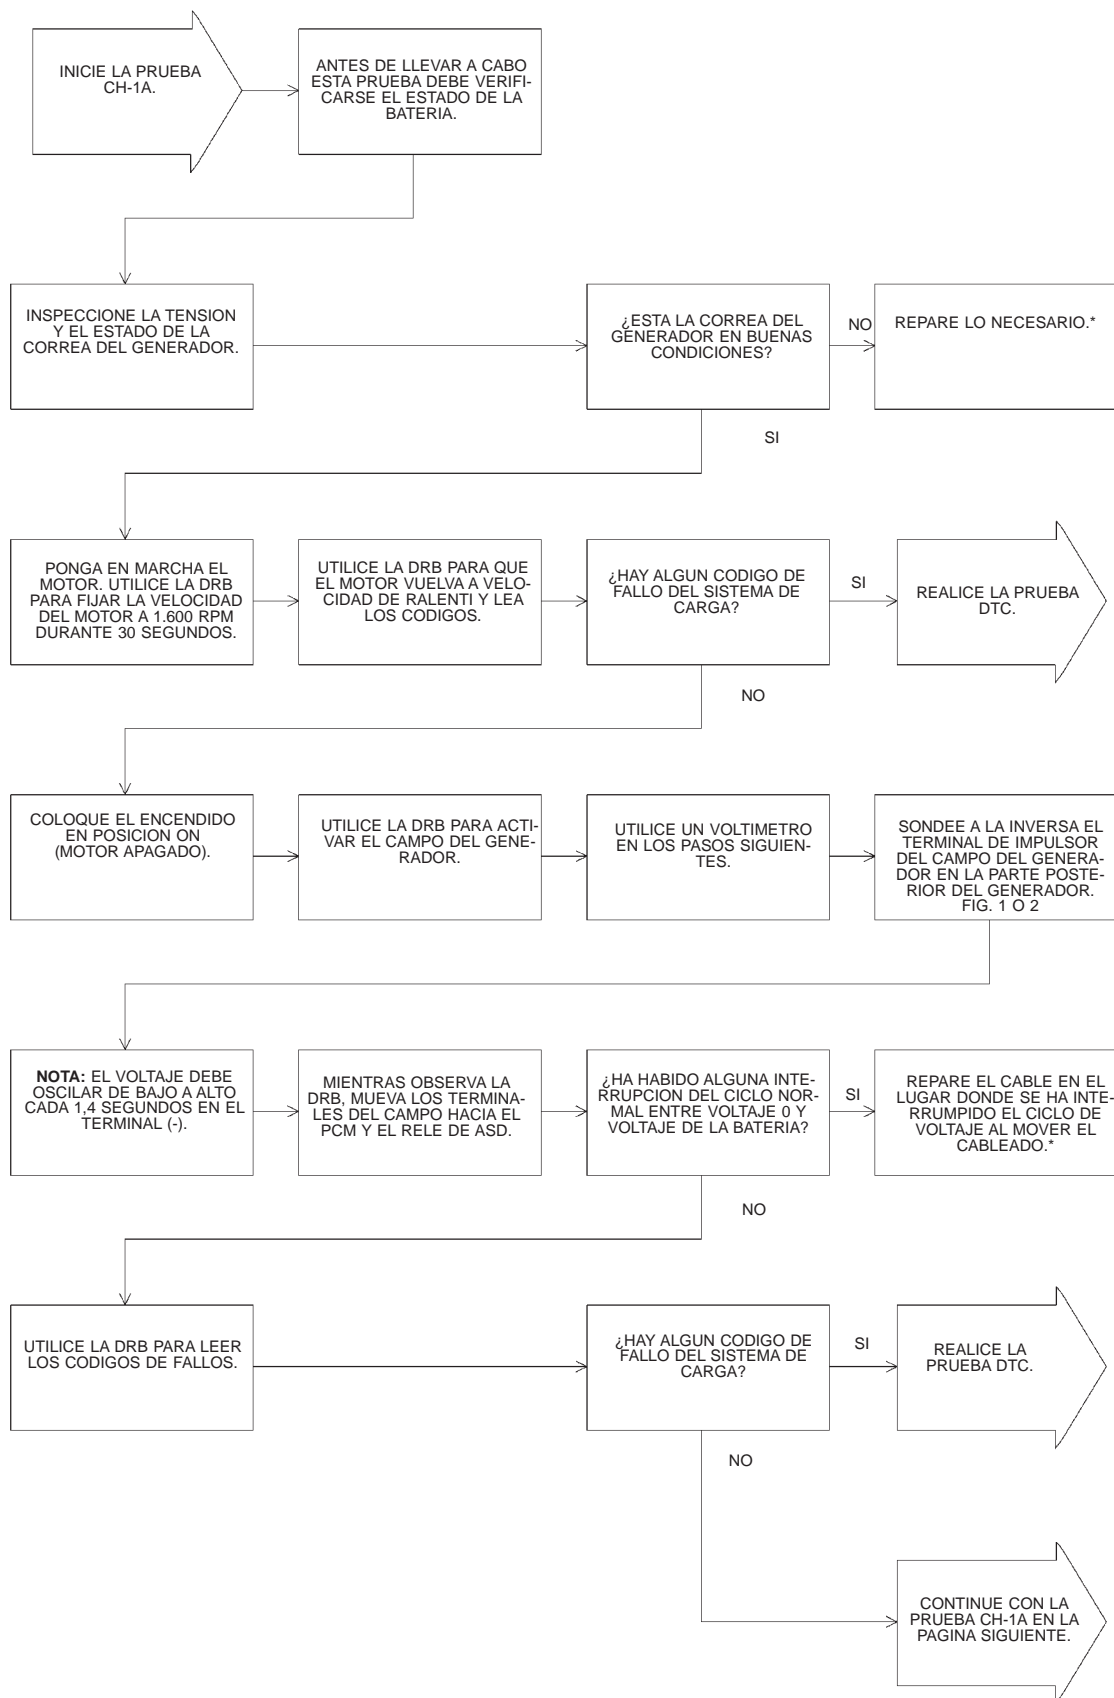 INICIE LA PRUEBA
CH-1A.
ANTES DE LLEVAR A CABO
ESTA PRUEBA DEBE VERIFI-
CARSE EL ESTADO DE LA
BATERIA.
INSPECCIONE LA TENSION
Y EL ESTADO DE LA
CORREA DEL GENERADOR.
¿ESTA LA CORREA DEL
GENERADOR EN BUENAS
CONDICIONES?
NO
REPARE LO NECESARIO.*
SI
PONGA EN MARCHA EL
MOTOR. UTILICE LA DRB
PARA FIJAR LA VELOCIDAD
DEL MOTOR A 1.600 RPM
DURANTE 30 SEGUNDOS.
UTILICE LA DRB PARA QUE
EL MOTOR VUELVA A VELO-
CIDAD DE RALENTI Y LEA
LOS CODIGOS.
¿HAY ALGUN CODIGO DE
FALLO DEL SISTEMA DE
CARGA?
SI
REALICE LA PRUEBA
DTC.
NO
COLOQUE EL ENCENDIDO
EN POSICION ON
(MOTOR APAGADO).
UTILICE LA DRB PARA ACTI-
VAR EL CAMPO DEL GENE-
RADOR.
UTILICE UN VOLTIMETRO
EN LOS PASOS SIGUIEN-
TES.
SONDEE A LA INVERSA EL
TERMINAL DE IMPULSOR
DEL CAMPO DEL GENERA-
DOR EN LA PARTE POSTE-
RIOR DEL GENERADOR.
FIG. 1 O 2
NOTA: EL VOLTAJE DEBE
OSCILAR DE BAJO A ALTO
CADA 1,4 SEGUNDOS EN EL
TERMINAL (-).
MIENTRAS OBSERVA LA
DRB, MUEVA LOS TERMINA-
LES DEL CAMPO HACIA EL
PCM Y EL RELE DE ASD.
¿HA HABIDO ALGUNA INTE-
RRUPCION DEL CICLO NOR-
MAL ENTRE VOLTAJE 0 Y
VOLTAJE DE LA BATERIA?
SI
REPARE EL CABLE EN EL
LUGAR DONDE SE HA INTE-
RRUMPIDO EL CICLO DE
VOLTAJE AL MOVER EL
CABLEADO.*
NO
UTILICE LA DRB PARA LEER
LOS CODIGOS DE FALLOS.
¿HAY ALGUN CODIGO DE
FALLO DEL SISTEMA DE
CARGA?
SI
REALICE LA
PRUEBA DTC.
NO
CONTINUE CON LA
PRUEBA CH-1A EN LA
PAGINA SIGUIENTE.